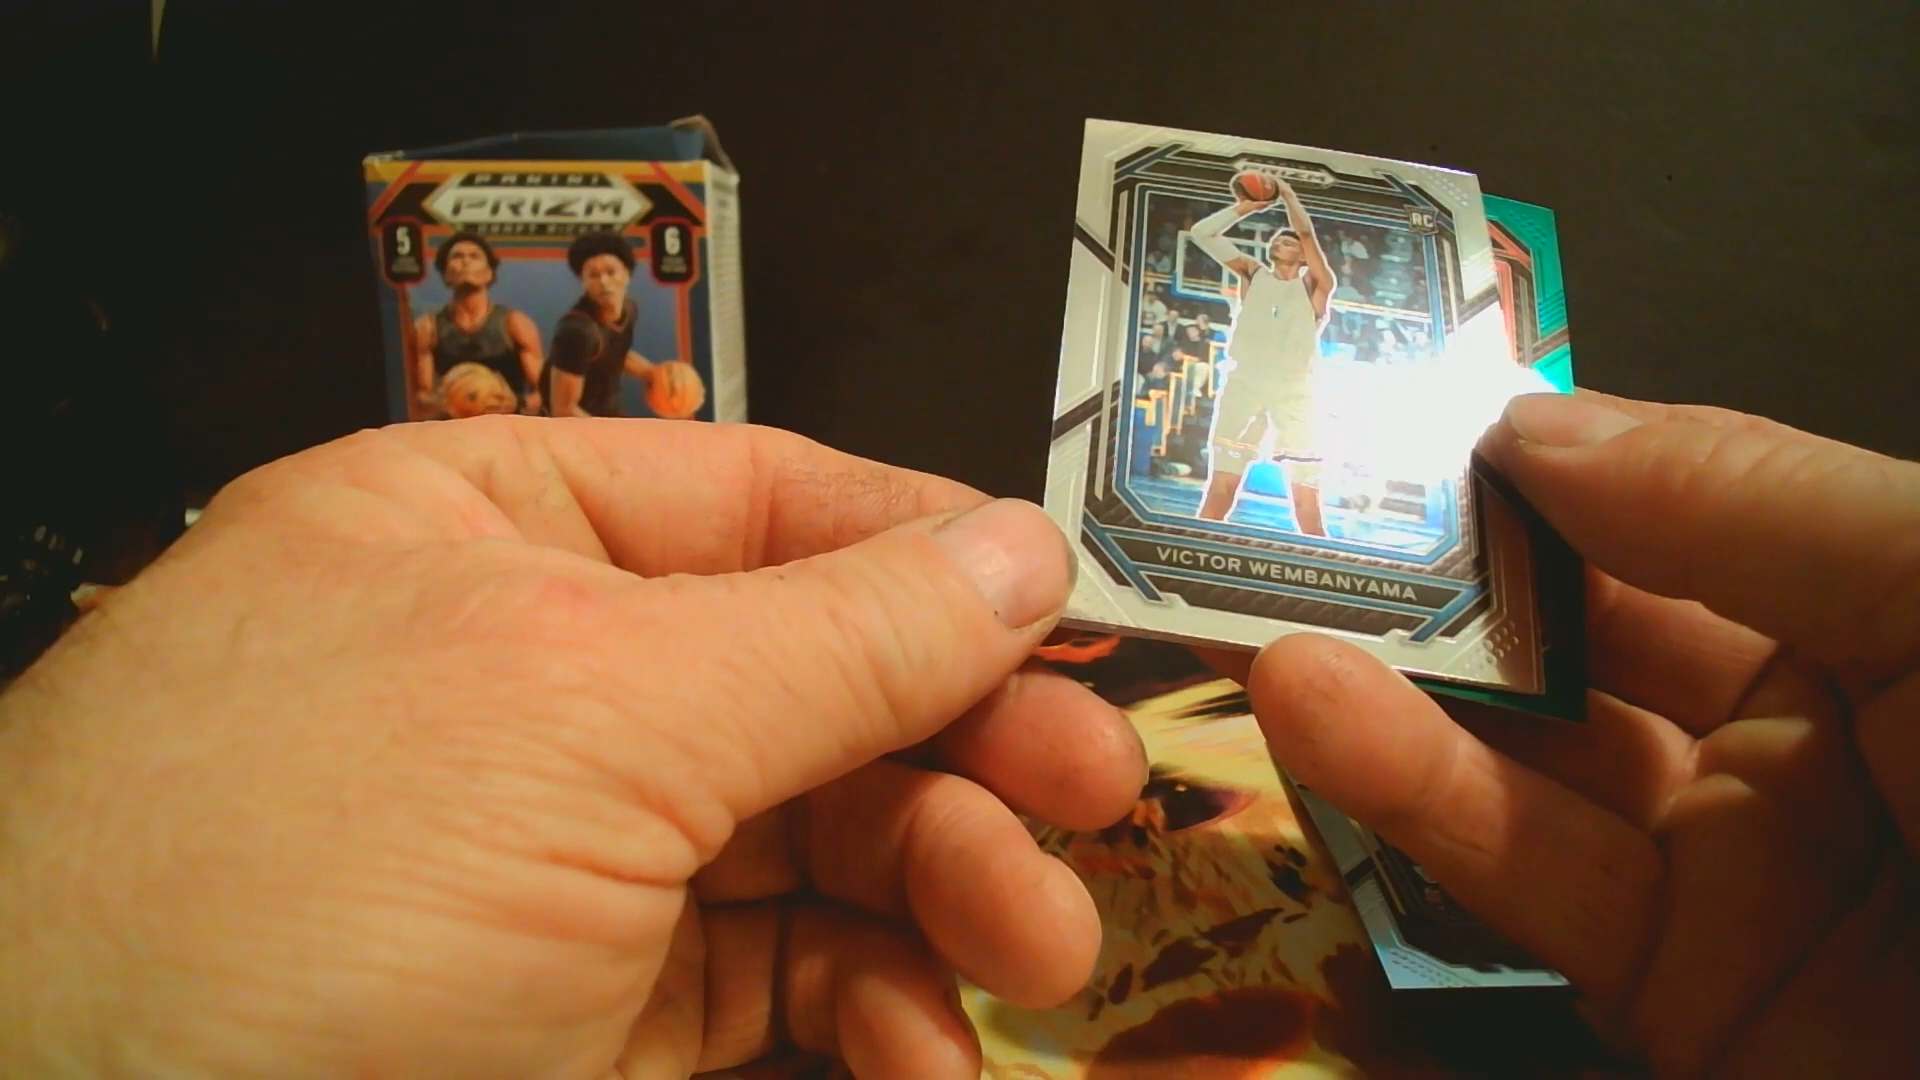 PANINI
PRIZM
DRAFT PICKS
5
6
PRIZM
RC
VICTOR WEMBANYAMA